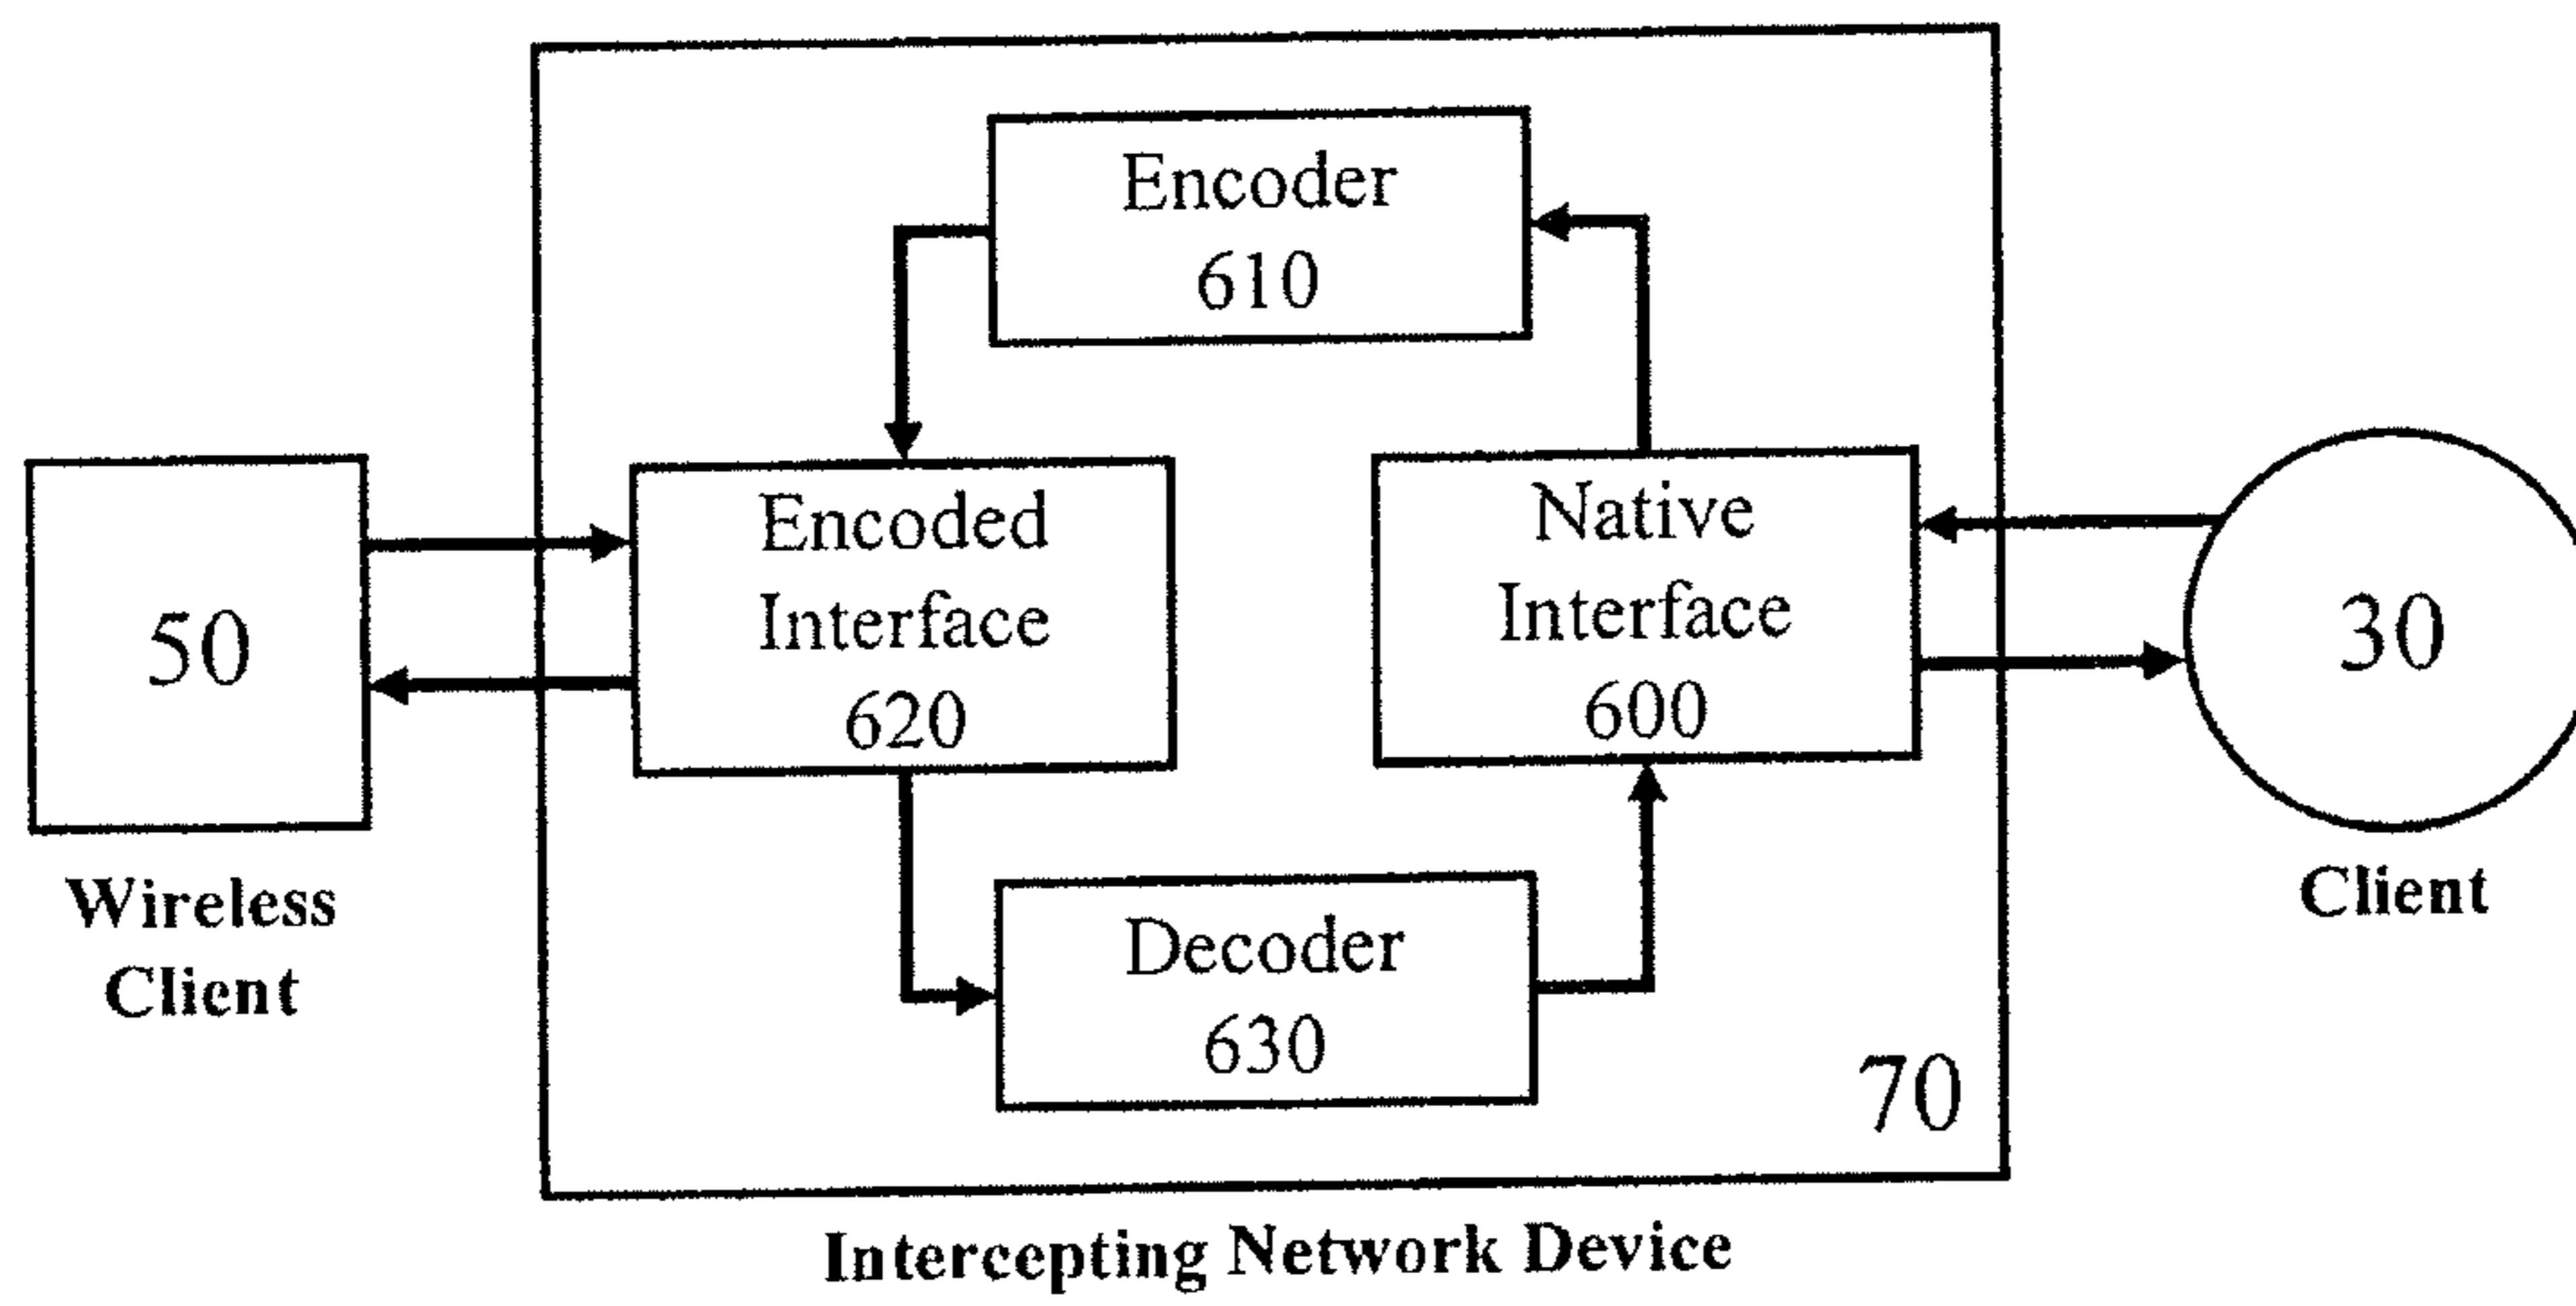 Encoder
610
Encoded
Interface
620
Native
Interface
600
50
30
Wireless
Client
Client
Decoder
630
70
Intercepting Network Device